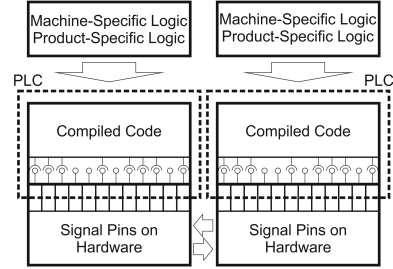 Machine-Specific Logic
Product-Specific Logic
Machine-Specific Logic
Product-Specific Logic
PLC
PLC
Compiled Code
Compiled Code
Signal Pins on
Hardware
Signal Pins on
Hardware